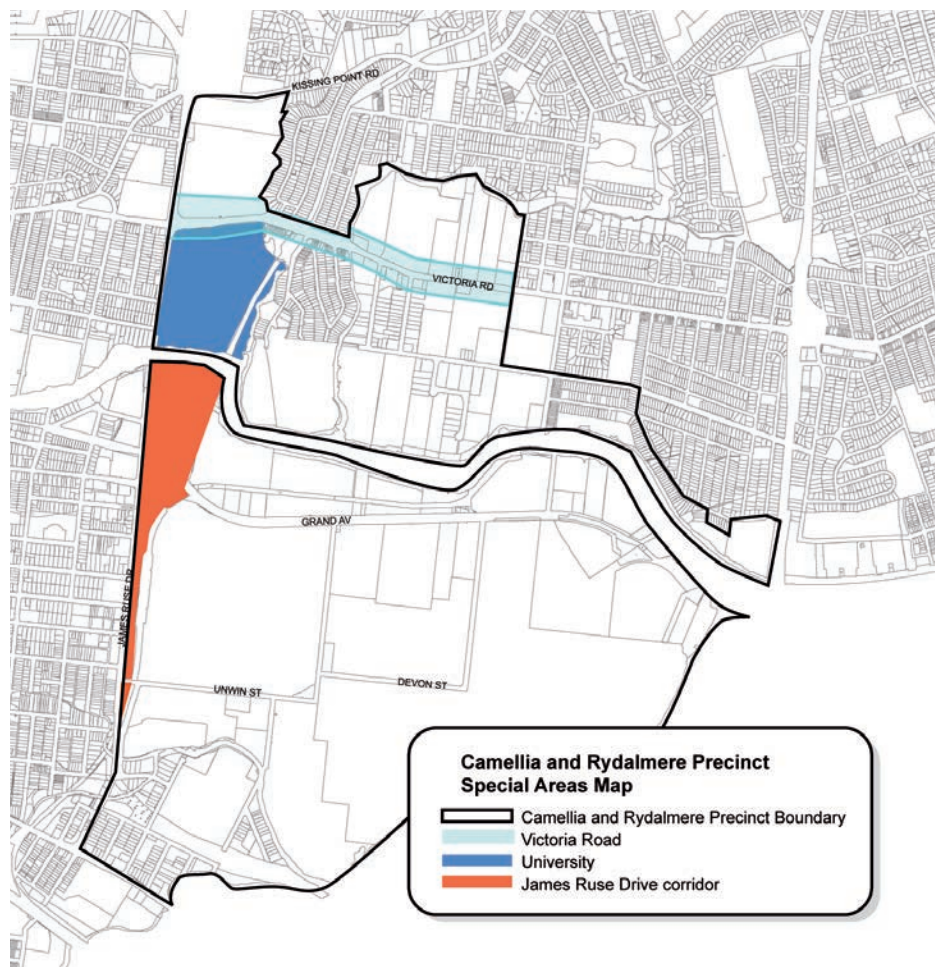 KISSING POINT RD
VICTORIA RD
GRAND AV
JAMES RUSE DR
UNWIN ST
DEVON ST
Camellia and Rydalmere Precinct
Special Areas Map
Camellia and Rydalmere Precinct Boundary
Victoria Road
University
James Ruse Drive corridor